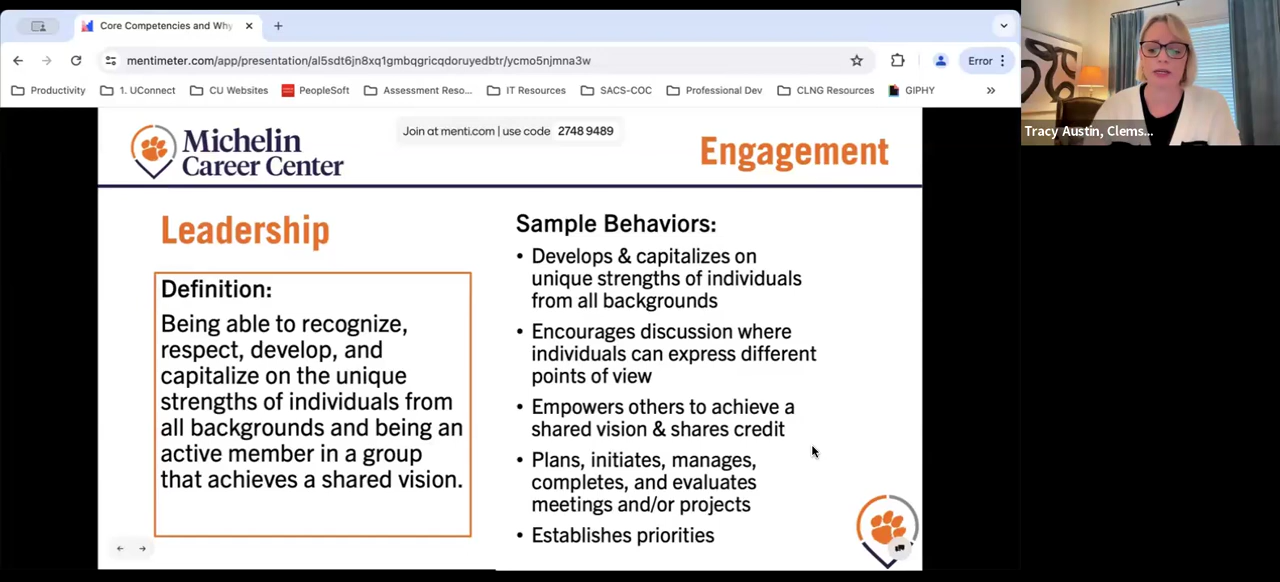 Core Competencies and Why
mentimeter.com/app/presentation/al5sdt6jn8xq1gmbqgricqdoruyedbtr/ycmo5njmna3w
Error
Productivity
1. UConnect
CU Websites
PeopleSoft
Assessment Reso...
IT Resources
SACS-COC
Professional Dev
CLNG Resources
GIPHY
»
Tracy Austin, Clems...
Michelin
Career Center
Join at menti.com | use code 2748 9489
Engagement
Leadership
Definition:
Being able to recognize,
respect, develop, and
capitalize on the unique
strengths of individuals from
all backgrounds and being an
active member in a group
that achieves a shared vision.
Sample Behaviors:
• Develops & capitalizes on
unique strengths of individuals
from all backgrounds
• Encourages discussion where
individuals can express different
points of view
• Empowers others to achieve a
shared vision & shares credit
• Plans, initiates, manages,
completes, and evaluates
meetings and/or projects
• Establishes priorities